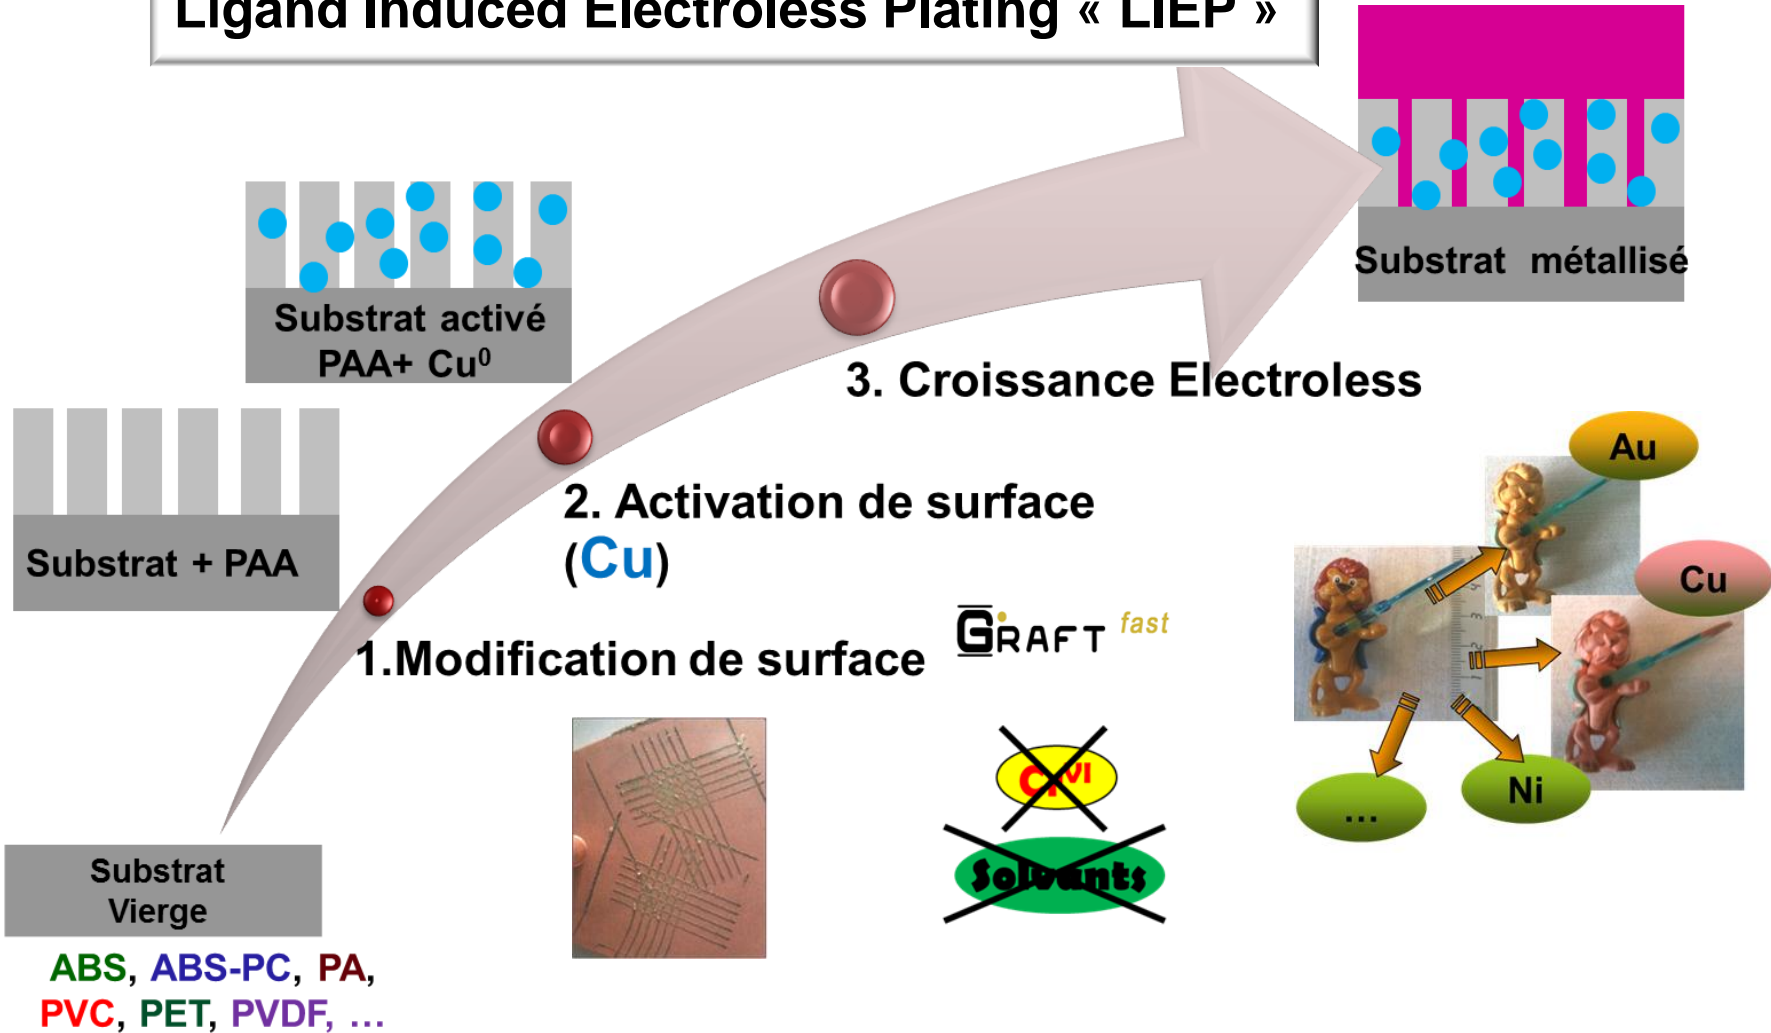 Ligand Induced Electroless Plating « LIEP »
Substrat métallisé
Substrat activé
PAA+ Cu⁰
3. Croissance Electroless
Substrat + PAA
2. Activation de surface
(Cu)
1.Modification de surface
GRAFT fast
Au
Cu
Ni
...
CrVI
Solvants
Substrat
Vierge
ABS, ABS-PC, PA,
PVC, PET, PVDF, ...